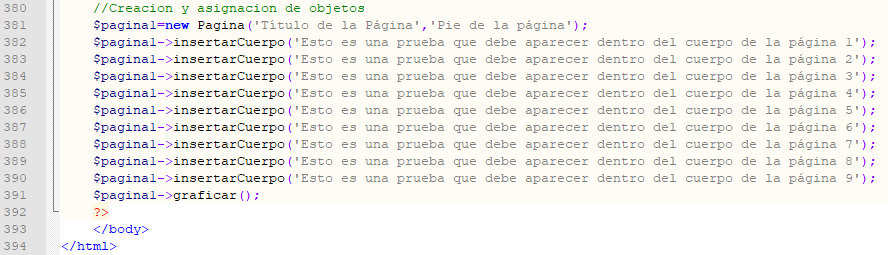 380 //Creacion y asignacion de objetos
381 $pagina1=new Pagina('Título de la Página','Pie de la página');
382 $pagina1->insertarCuerpo('Esto es una prueba que debe aparecer dentro del cuerpo de la página 1');
383 $pagina1->insertarCuerpo('Esto es una prueba que debe aparecer dentro del cuerpo de la página 2');
384 $pagina1->insertarCuerpo('Esto es una prueba que debe aparecer dentro del cuerpo de la página 3');
385 $pagina1->insertarCuerpo('Esto es una prueba que debe aparecer dentro del cuerpo de la página 4');
386 $pagina1->insertarCuerpo('Esto es una prueba que debe aparecer dentro del cuerpo de la página 5');
387 $pagina1->insertarCuerpo('Esto es una prueba que debe aparecer dentro del cuerpo de la página 6');
388 $pagina1->insertarCuerpo('Esto es una prueba que debe aparecer dentro del cuerpo de la página 7');
389 $pagina1->insertarCuerpo('Esto es una prueba que debe aparecer dentro del cuerpo de la página 8');
390 $pagina1->insertarCuerpo('Esto es una prueba que debe aparecer dentro del cuerpo de la página 9');
391 $pagina1->graficar();
392 ?>
393 </body>
394 </html>